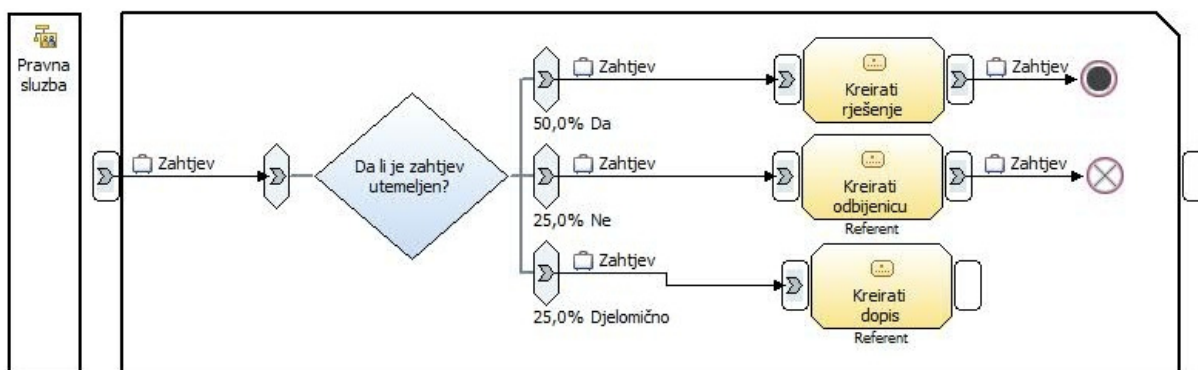 Pravna
sluzba
Zahtjev
Da li je zahtjev
utemeljen?
Zahtjev
50,0% Da
Kreirati
rješenje
Zahtjev
Zahtjev
25,0% Ne
Kreirati
odbijenicu
Referent
Zahtjev
Zahtjev
25,0% Djelomično
Kreirati
dopis
Referent